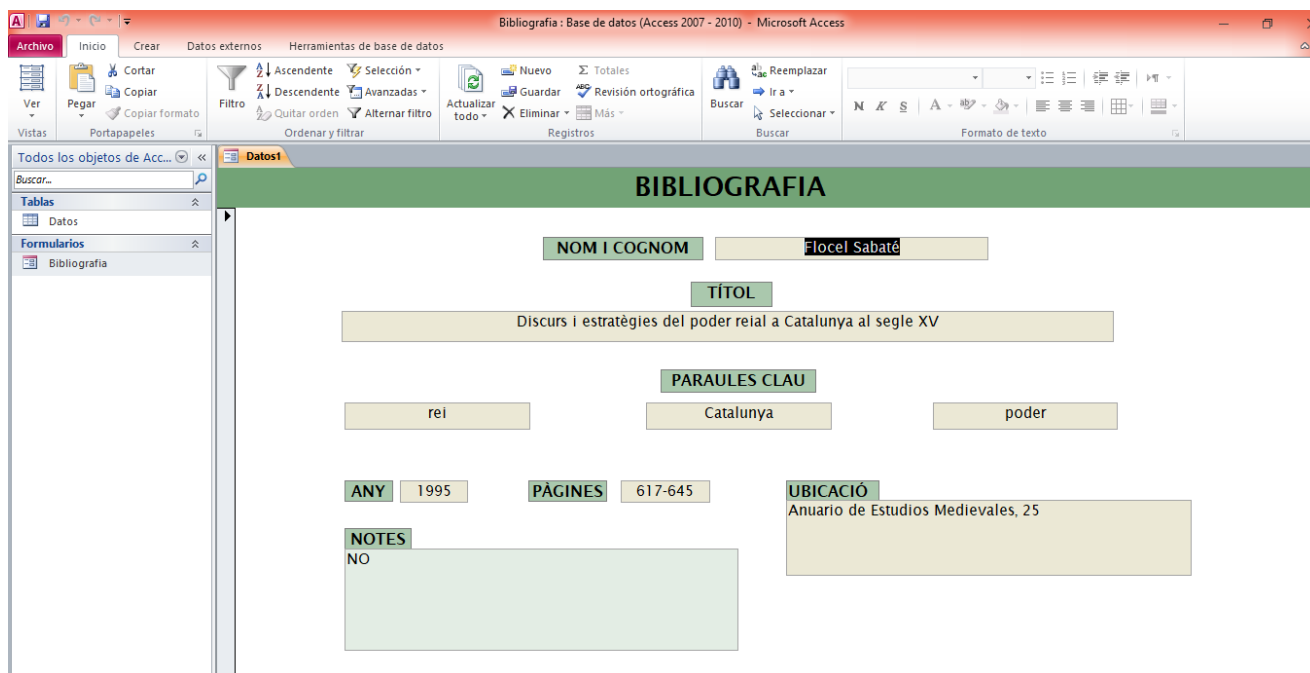 A
Bibliografia : Base de datos (Access 2007 - 2010) - Microsoft Access
Archivo Inicio Crear Datos externos Herramientas de base de datos
Ver
Vistas
Pegar
Cortar
Copiar
Copiar formato
Portapapeles
Filtro
Ascendente
Descendente
Quitar orden
Selección
Avanzadas
Alternar filtro
Ordenar y filtrar
Actualizar
todo
Nuevo
Guardar
Eliminar
Totales
Revisión ortográfica
Más
Registros
Buscar
Reemplazar
Ir a
Seleccionar
Buscar
N K S A
Formato de texto
Todos los objetos de Acc...
Buscar...
Tablas
Datos
Formularios
Bibliografia
Datos1
BIBLIOGRAFIA
NOM I COGNOM Flocel Sabaté
TÍTOL
Discurs i estratègies del poder reial a Catalunya al segle XV
PARAULES CLAU
rei Catalunya poder
ANY 1995 PÀGINES 617-645 UBICACIÓ
Anuario de Estudios Medievales, 25
NOTES
NO